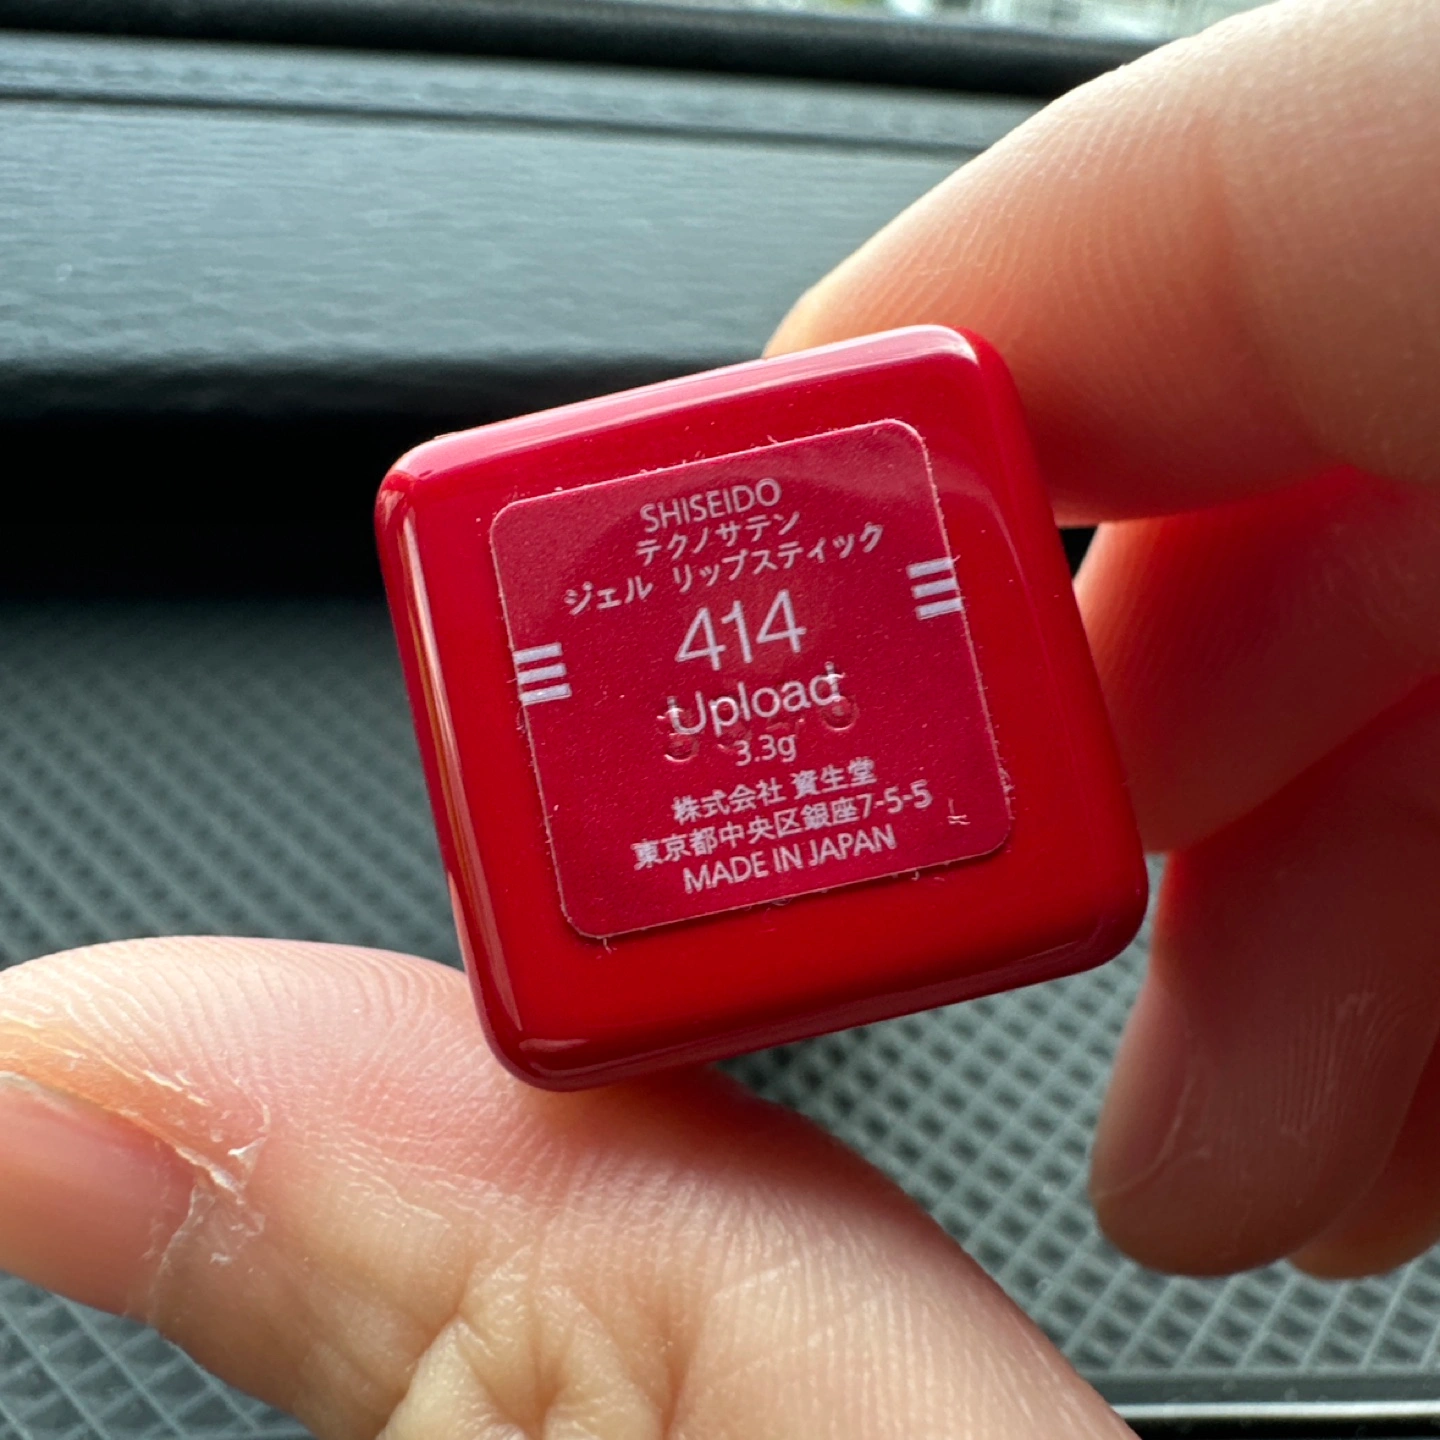 SHISEIDO
テクノサテン
ジェル リップスティック
414
Upload
3.3g
株式会社 資生堂
東京都中央区銀座7-5-5
MADE IN JAPAN